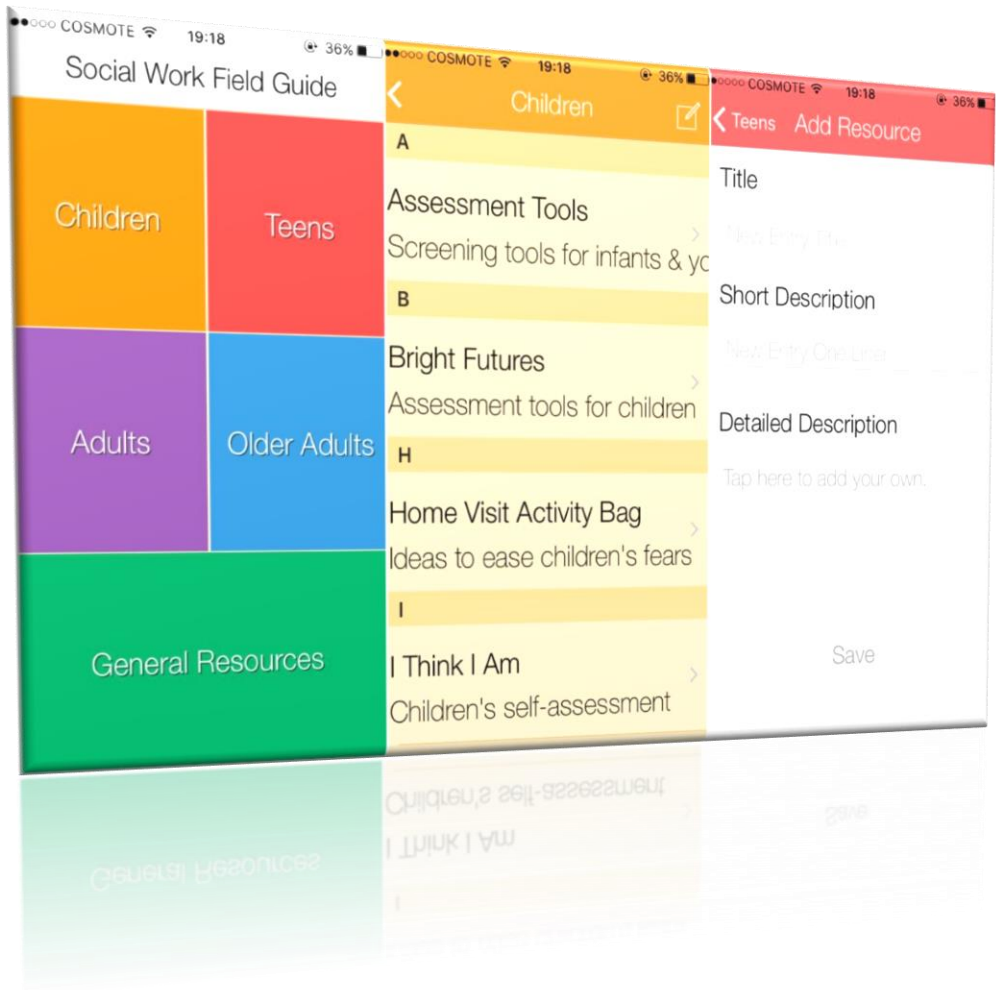 COSMOTE 19:18 36%
Social Work Field Guide
Children
Teens
Adults
Older Adults
General Resources
COSMOTE 19:18 36%
Children
A
Assessment Tools
Screening tools for infants & yo
B
Bright Futures
Assessment tools for children
H
Home Visit Activity Bag
Ideas to ease children's fears
I
I Think I Am
Children's self-assessment
COSMOTE 19:18 36%
Teens Add Resource
Title
New Entry Title
Short Description
New Entry One Liner
Detailed Description
Tap here to add your own.
Save